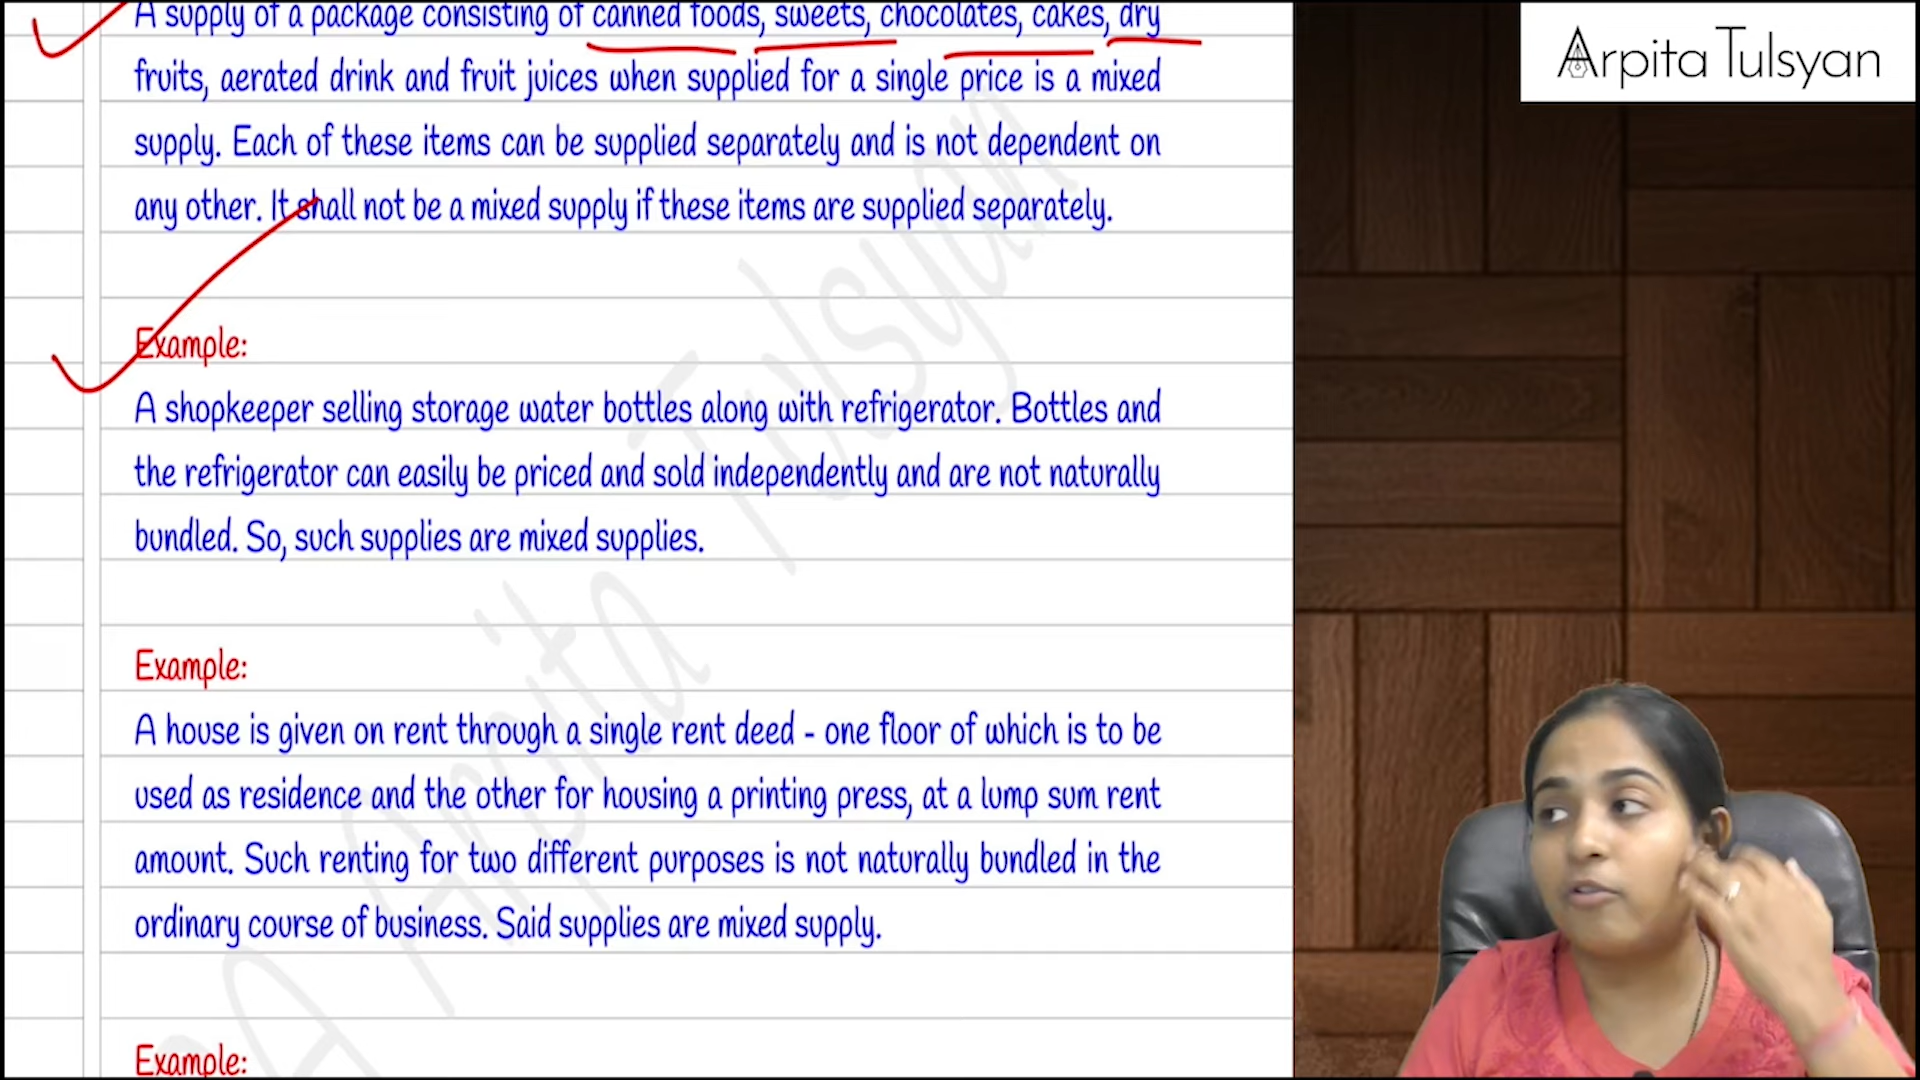 A supply of a package consisting of canned foods, sweets, chocolates, cakes, dry
fruits, aerated drink and fruit juices when supplied for a single price is a mixed
supply. Each of these items can be supplied separately and is not dependent on
any other. It shall not be a mixed supply if these items are supplied separately.
Example:
A shopkeeper selling storage water bottles along with refrigerator. Bottles and
the refrigerator can easily be priced and sold independently and are not naturally
bundled. So, such supplies are mixed supplies.
Example:
A house is given on rent through a single rent deed - one floor of which is to be
used as residence and the other for housing a printing press, at a lump sum rent
amount. Such renting for two different purposes is not naturally bundled in the
ordinary course of business. Said supplies are mixed supply.
Example:
Arpita Tulsyan
CA Arpita Tulsyan